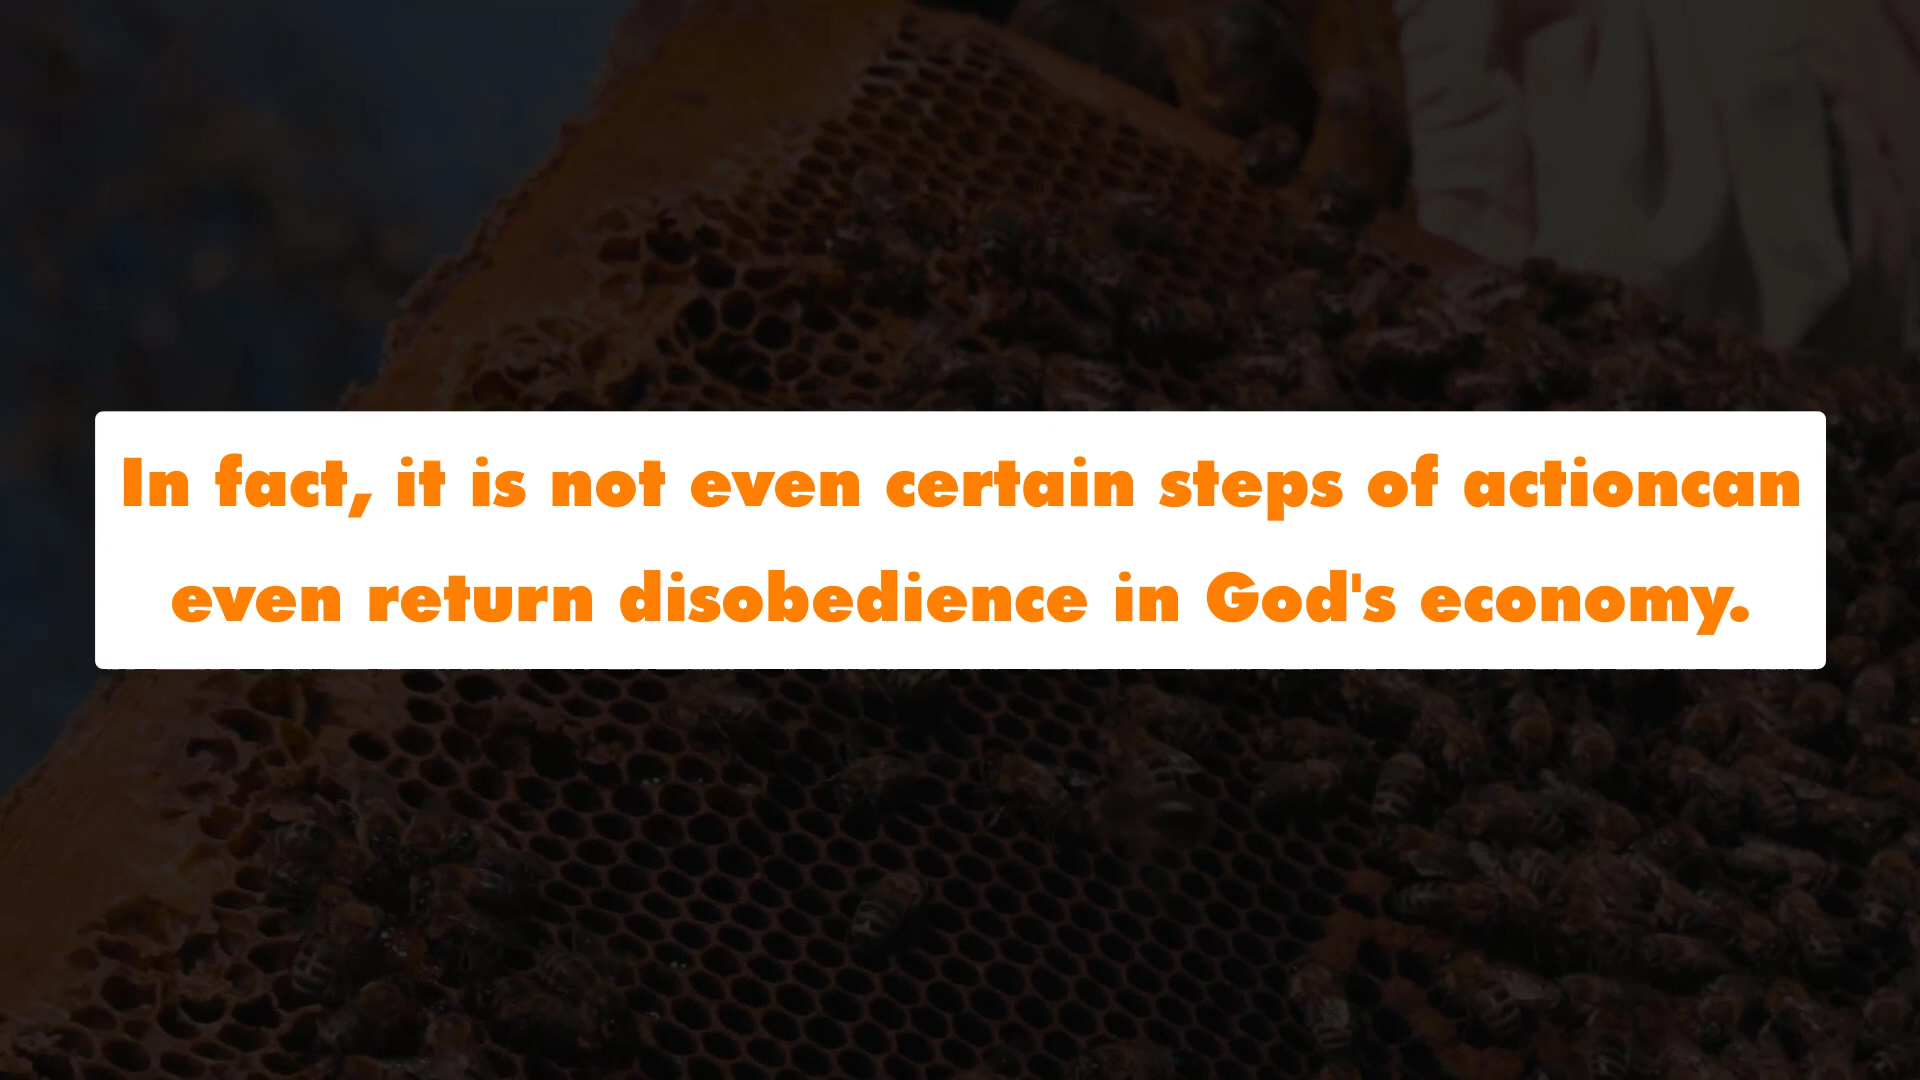 In fact, it is not even certain steps of actioncan
even return disobedience in God's economy.